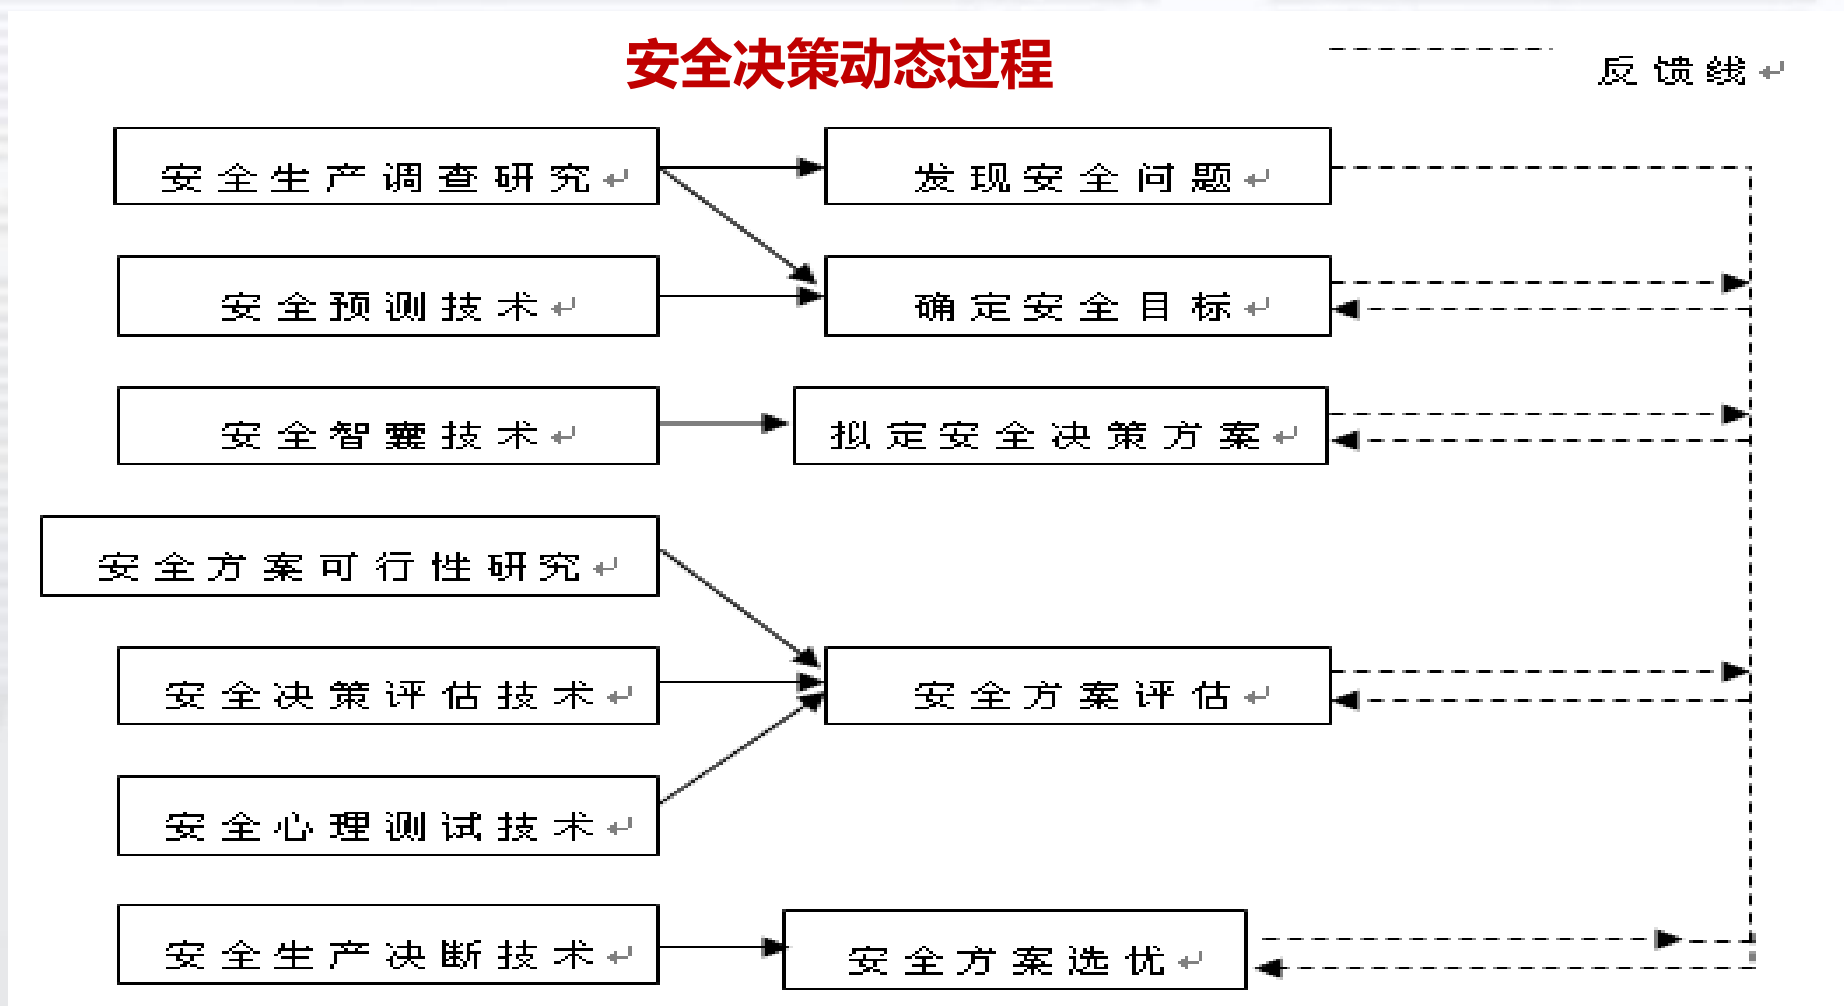 安全决策动态过程
反馈线
安全生产调查研究
发现安全问题
安全预测技术
确定安全目标
安全智囊技术
拟定安全决策方案
安全方案可行性研究
安全决策评估技术
安全方案评估
安全心理测试技术
安全生产决断技术
安全方案选优